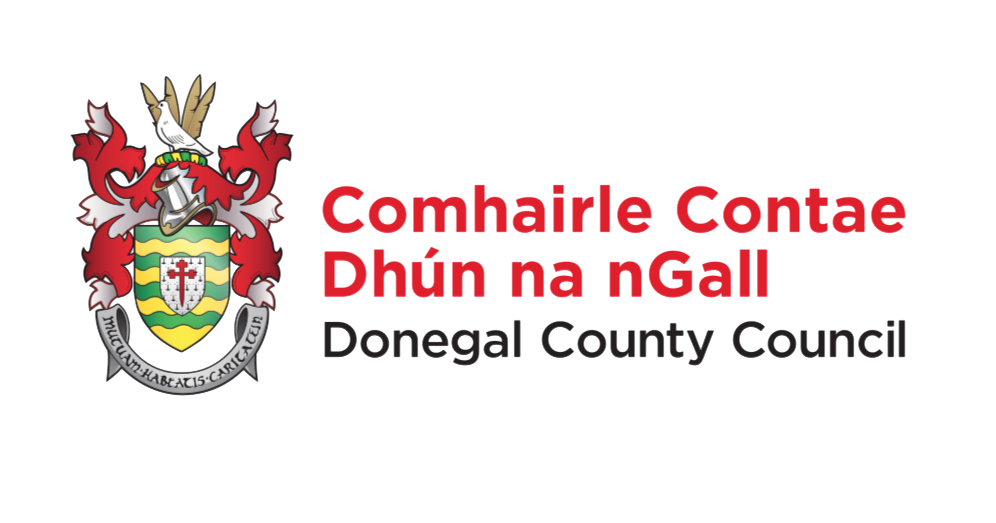 Comhairle Contae
Dhún na nGall
Donegal County Council
MUTUAM·HABEATIS·CARITATEM